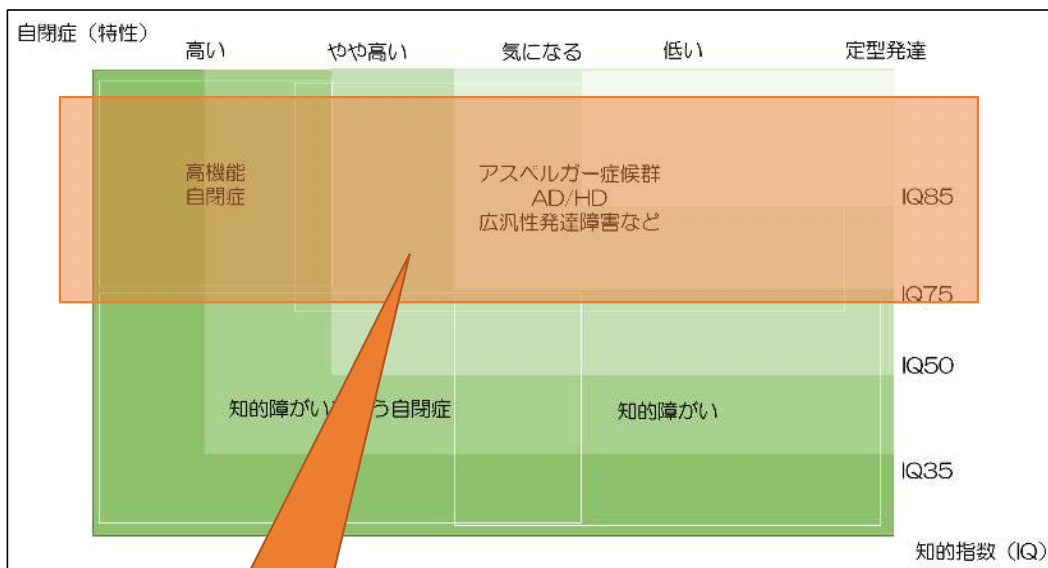 自閉症（特性）
高い　やや高い　気になる　低い　定型発達
高機能
自閉症
アスペルガー症候群
AD/HD
広汎性発達障害など
IQ85
IQ75
IQ50
知的障がい う自閉症
知的障がい
IQ35
知的指数（IQ）